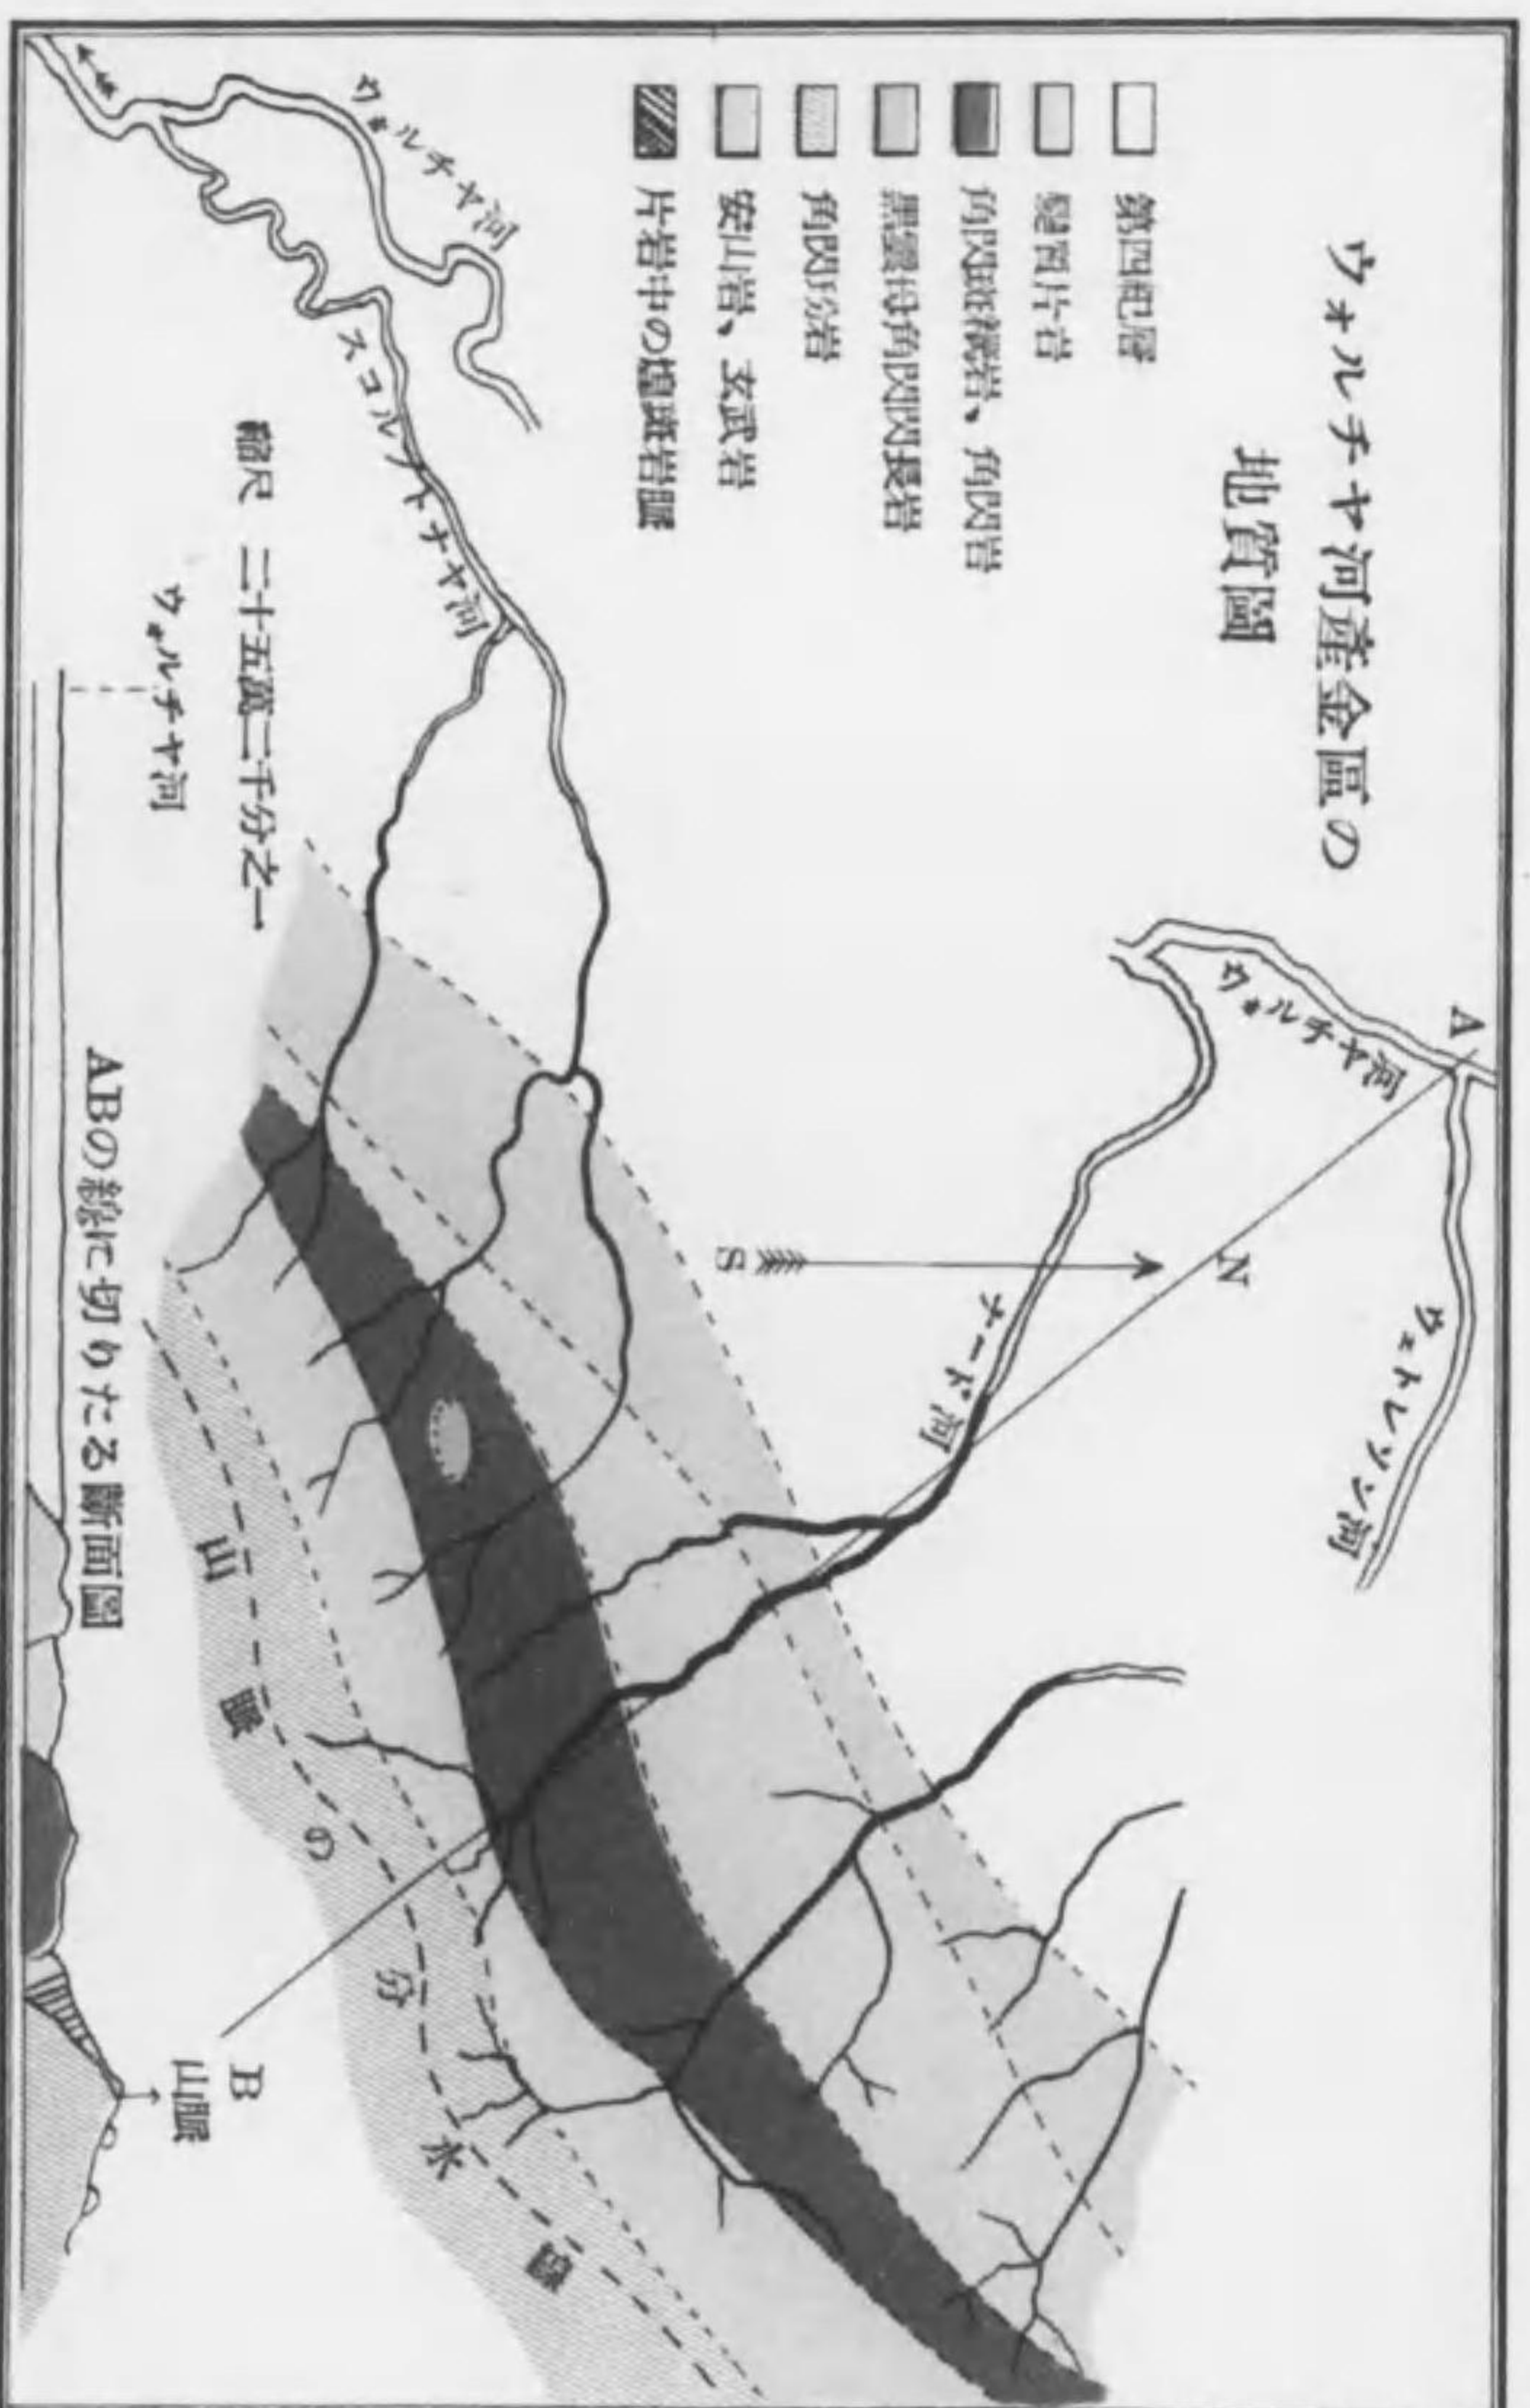 ウォルチヤ河産金區の
地質圖
第四紀層
變質片岩
角閃斑糲岩、角閃岩
黑雲母角閃閃長岩
角閃玢岩
安山岩、玄武岩
片岩中の煌斑岩脈
ウォルチヤ河
スコルナトナヤ河
縮尺 二十五萬二千分之一
A
ウォルチヤ河
ウェトレソン河
N
S
ナード河
山脈の分水線
B
山脈
ABの線に切りたる斷面圖
ウォルチヤ河